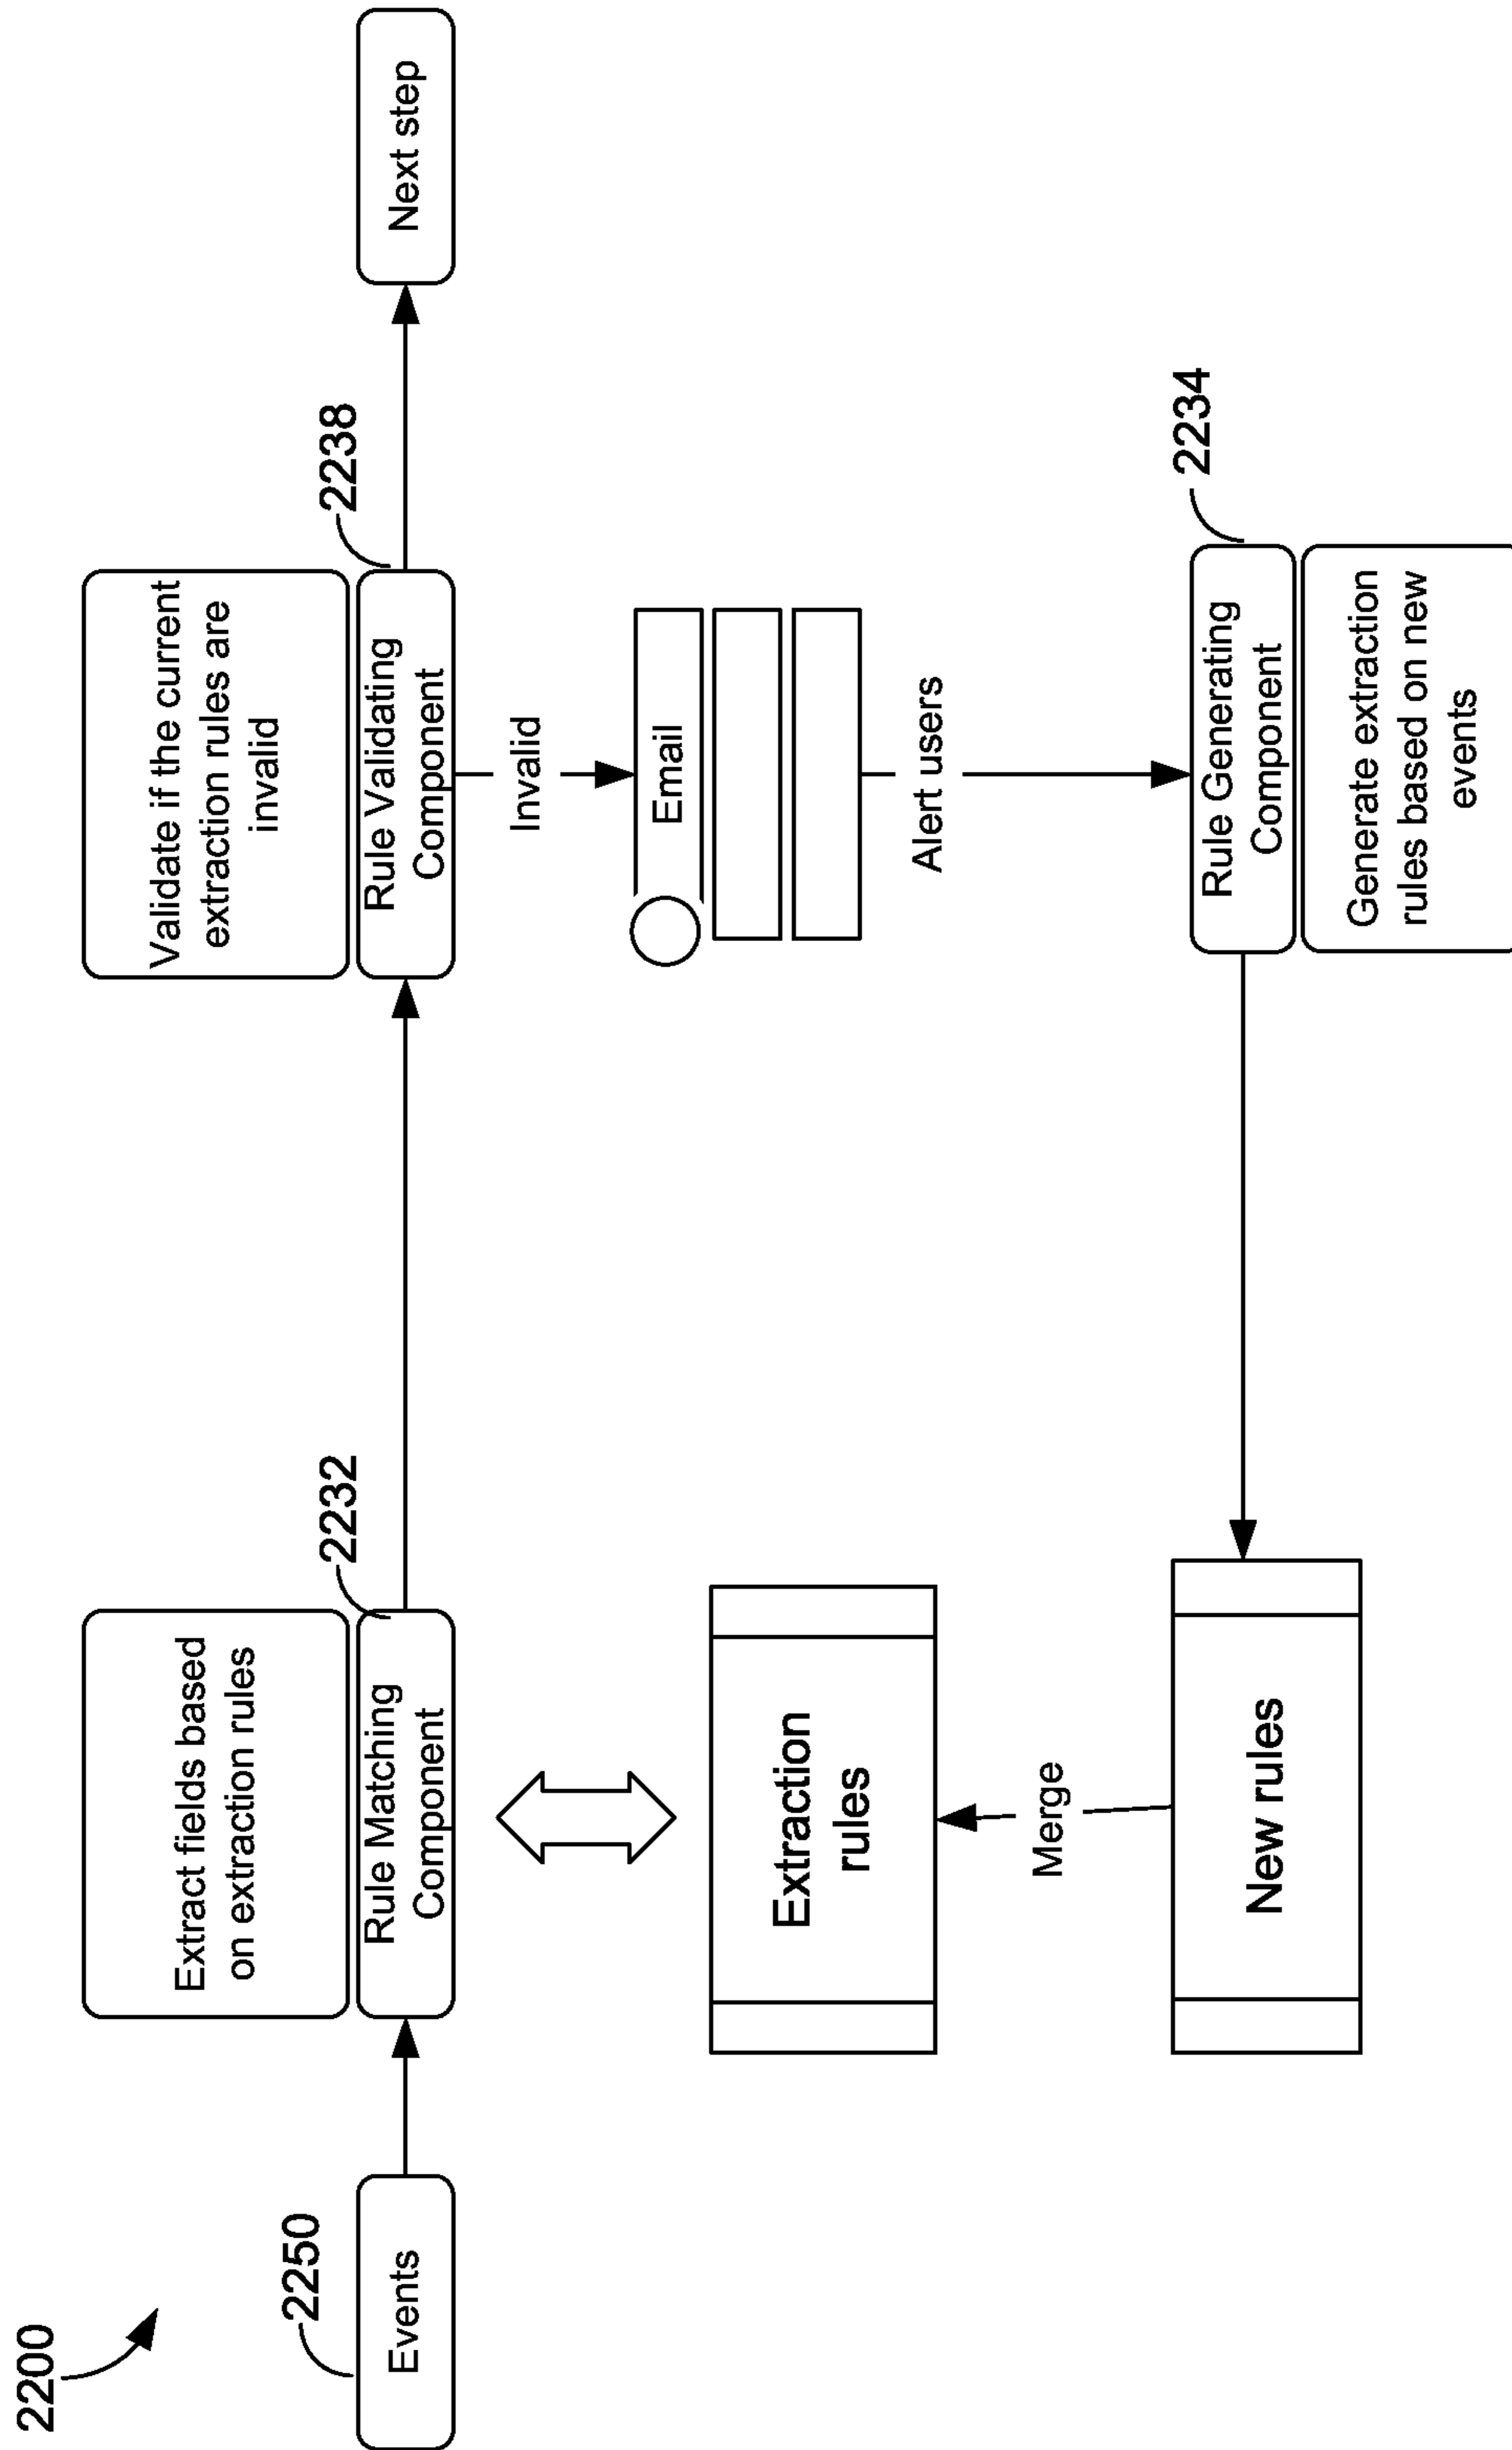 2200
2250
Events
Extract fields based
on extraction rules
2232
Rule Matching
Component
Validate if the current
extraction rules are
invalid
2238
Rule Validating
Component
Next step
Invalid
Email
Alert users
Extraction
rules
Merge
New rules
2234
Rule Generating
Component
Generate extraction
rules based on new
events